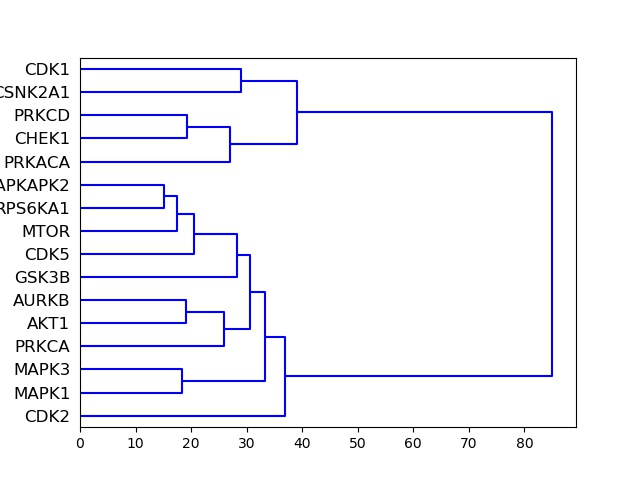 CDK1
CSNK2A1
PRKCD
CHEK1
PRKACA
APKAPK2
RPS6KA1
MTOR
CDK5
GSK3B
AURKB
AKT1
PRKCA
MAPK3
MAPK1
CDK2
0 10 20 30 40 50 60 70 80